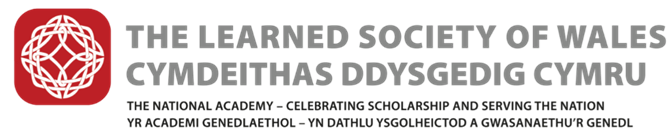 THE LEARNED SOCIETY OF WALES
CYMDEITHAS DDYSGEDIG CYMRU
THE NATIONAL ACADEMY – CELEBRATING SCHOLARSHIP AND SERVING THE NATION
YR ACADEMI GENEDLAETHOL – YN DATHLU YSGOLHEICTOD A GWASANAETHU’R GENEDL